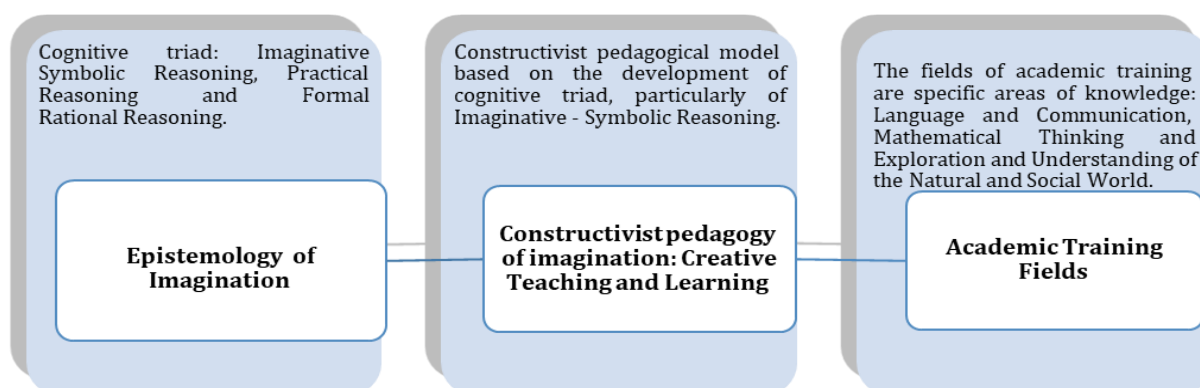 Cognitive triad: Imaginative
Symbolic Reasoning, Practical
Reasoning and Formal
Rational Reasoning.
Epistemology of
Imagination
Constructivist pedagogical model
based on the development of
cognitive triad, particularly of
Imaginative - Symbolic Reasoning.
Constructivist pedagogy
of imagination: Creative
Teaching and Learning
The fields of academic training
are specific areas of knowledge:
Language and Communication,
Mathematical Thinking and
Exploration and Understanding of
the Natural and Social World.
Academic Training
Fields